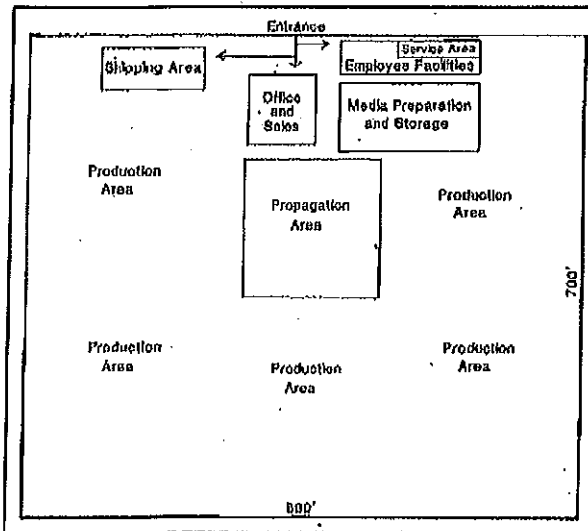 Entrance
Service Area
Shipping Area
Employee Facilities
Office
and
Sales
Media Preparation
and Storage
Production
Area
Propagation
Area
Production
Area
700'
Production
Area
Production
Area
Production
Area